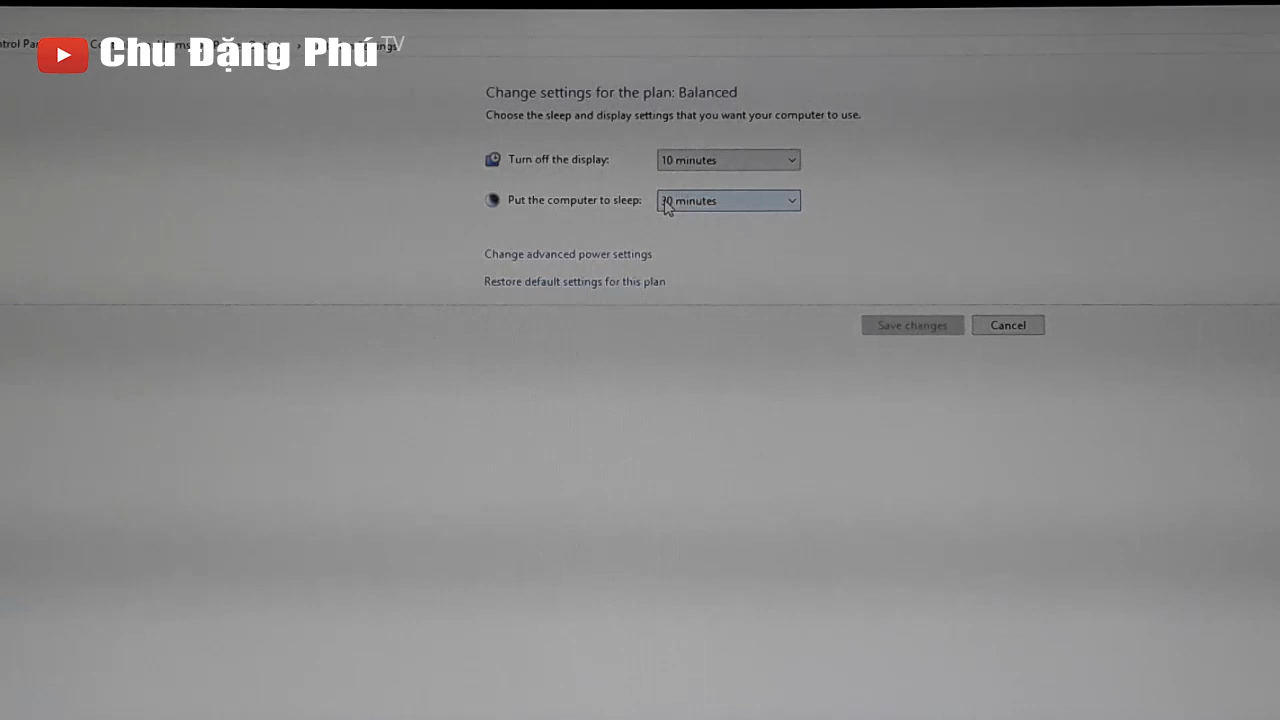 Chu Đặng Phú TV
Change settings for the plan: Balanced
Choose the sleep and display settings that you want your computer to use.
Turn off the display: 10 minutes
Put the computer to sleep: 30 minutes
Change advanced power settings
Restore default settings for this plan
Save changes Cancel